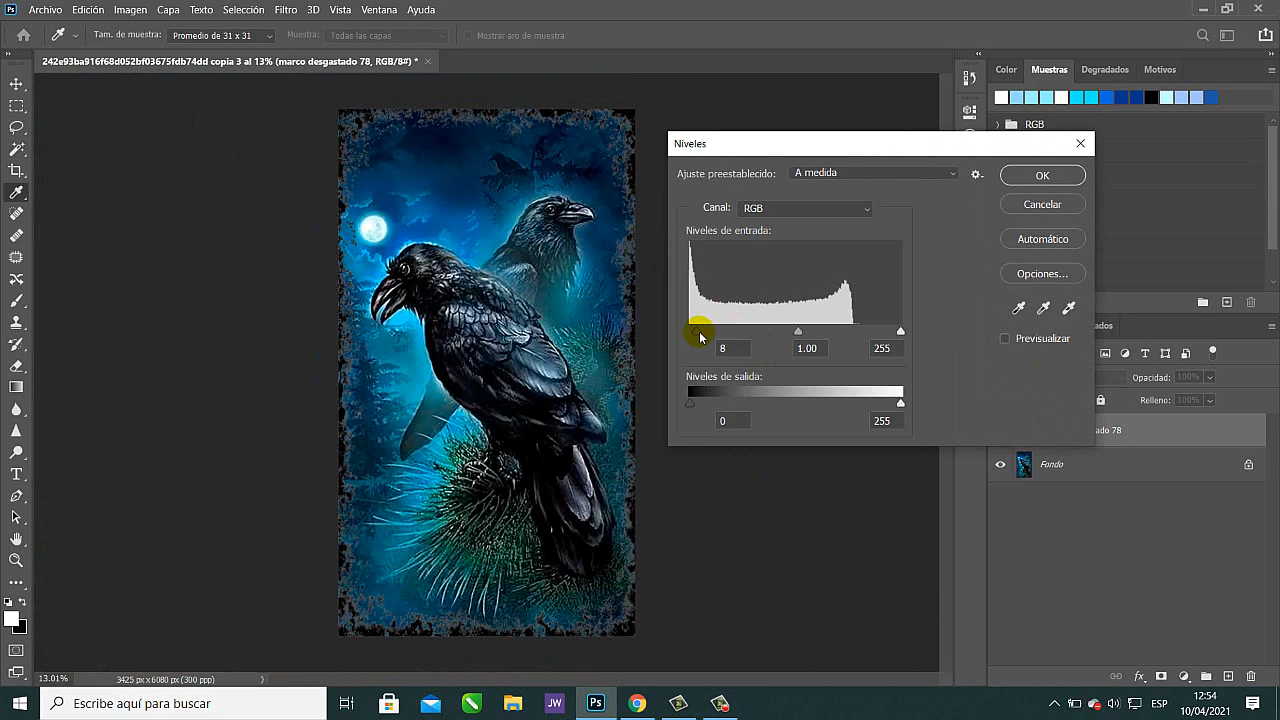 Ps Archivo Edición Imagen Capa Texto Selección Filtro 3D Vista Ventana Ayuda
Tam. de muestra: Promedio de 31 x 31 Muestra: Todas las capas Mostrar aro de muestra
242e93ba916f68d052bf03675fdb74dd copia 3 al 13% (marco desgastado 78, RGB/8#) *
Color Muestras Degradados Motivos
RGB
Niveles
Ajuste preestablecido: A medida
OK
Canal: RGB
Cancelar
Niveles de entrada:
Automático
Opciones...
Previsualizar
8 1.00 255
Niveles de salida:
0 255
Opacidad: 100%
Relleno: 100%
ado 78
Fondo
fx
13.01% 3425 px x 6080 px (300 ppp)
Escribe aquí para buscar
JW
Ps
ESP
12:54
10/04/2021